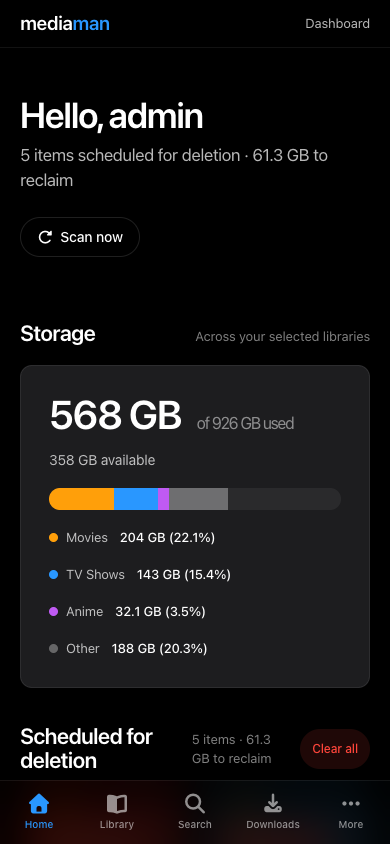 mediaman
Dashboard
Hello, admin
5 items scheduled for deletion · 61.3 GB to
reclaim
Scan now
Storage
Across your selected libraries
568 GB of 926 GB used
358 GB available
Movies 204 GB (22.1%)
TV Shows 143 GB (15.4%)
Anime 32.1 GB (3.5%)
Other 188 GB (20.3%)
Scheduled for
deletion
5 items · 61.3
GB to reclaim
Clear all
Home
Library
Search
Downloads
More